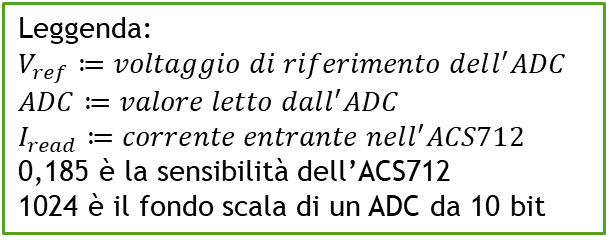 Leggenda:
V_ref ≔ voltaggio di riferimento dell'ADC
ADC ≔ valore letto dall'ADC
I_read ≔ corrente entrante nell'ACS712
0,185 è la sensibilità dell’ACS712
1024 è il fondo scala di un ADC da 10 bit